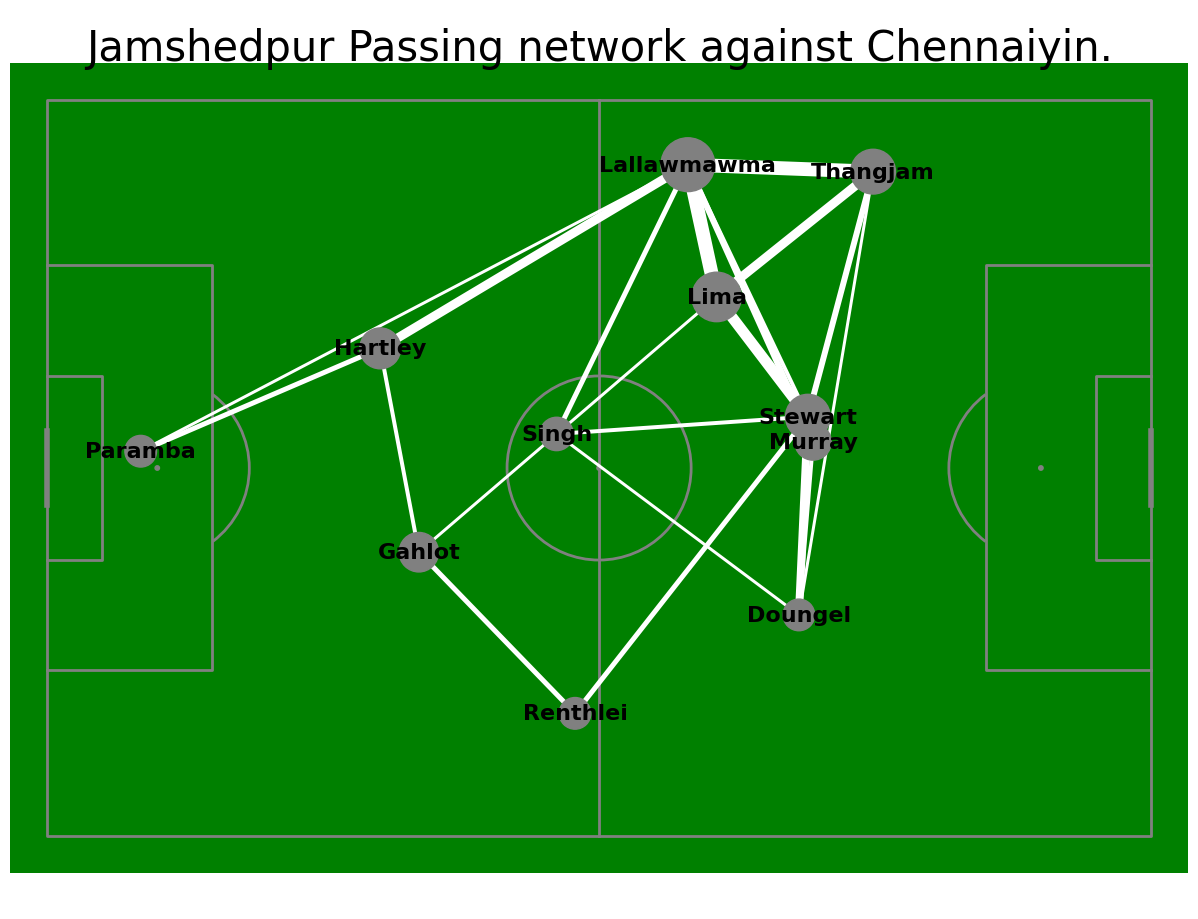 Jamshedpur Passing network against Chennaiyin.
Lallawmawma
Thangjam
Lima
Hartley
Stewart
Singh
Murray
Paramba
Gahlot
Doungel
Renthlei